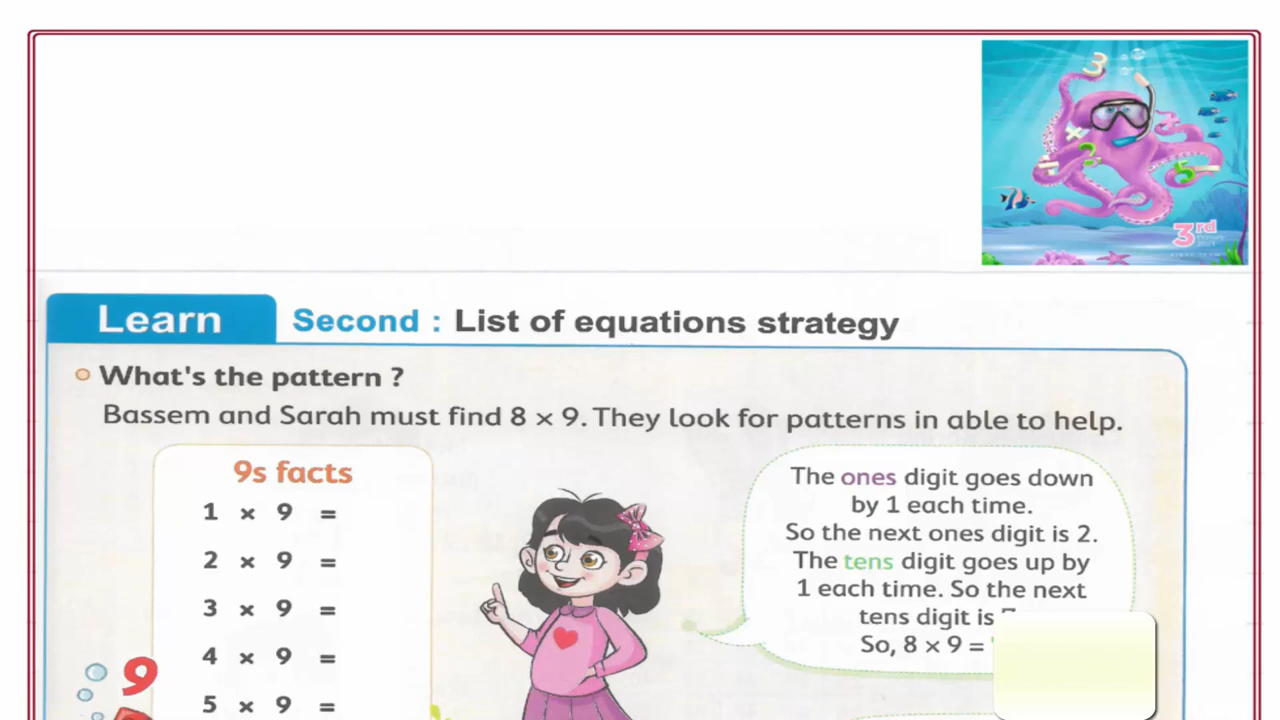 3rd
Learn
Second : List of equations strategy
What's the pattern ?
Bassem and Sarah must find 8 × 9. They look for patterns in able to help.
9s facts
1 × 9 =
2 × 9 =
3 × 9 =
4 × 9 =
5 × 9 =
The ones digit goes down
by 1 each time.
So the next ones digit is 2.
The tens digit goes up by
1 each time. So the next
tens digit is
So, 8 × 9 =
9